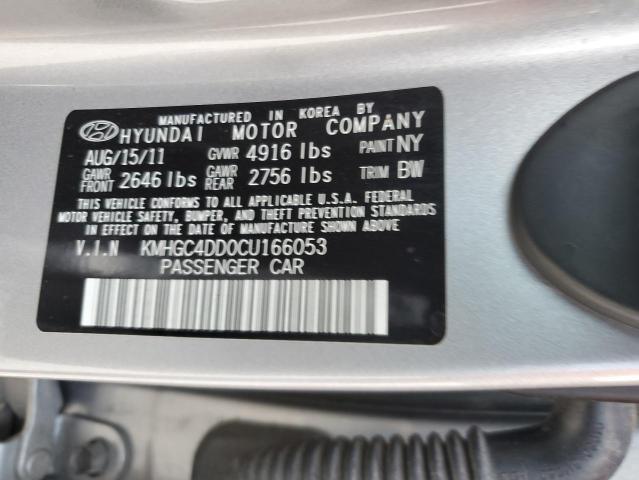 MANUFACTURED IN KOREA BY
HYUNDAI MOTOR COMPANY
AUG/15/11 GVWR 4916 lbs PAINT NY
GAWR FRONT 2646 lbs GAWR REAR 2756 lbs TRIM BW
THIS VEHICLE CONFORMS TO ALL APPLICABLE U.S.A. FEDERAL
MOTOR VEHICLE SAFETY, BUMPER, AND THEFT PREVENTION STANDARDS
IN EFFECT ON THE DATE OF MANUFACTURE SHOWN ABOVE
V.I.N KMHGC4DD0CU166053
PASSENGER CAR